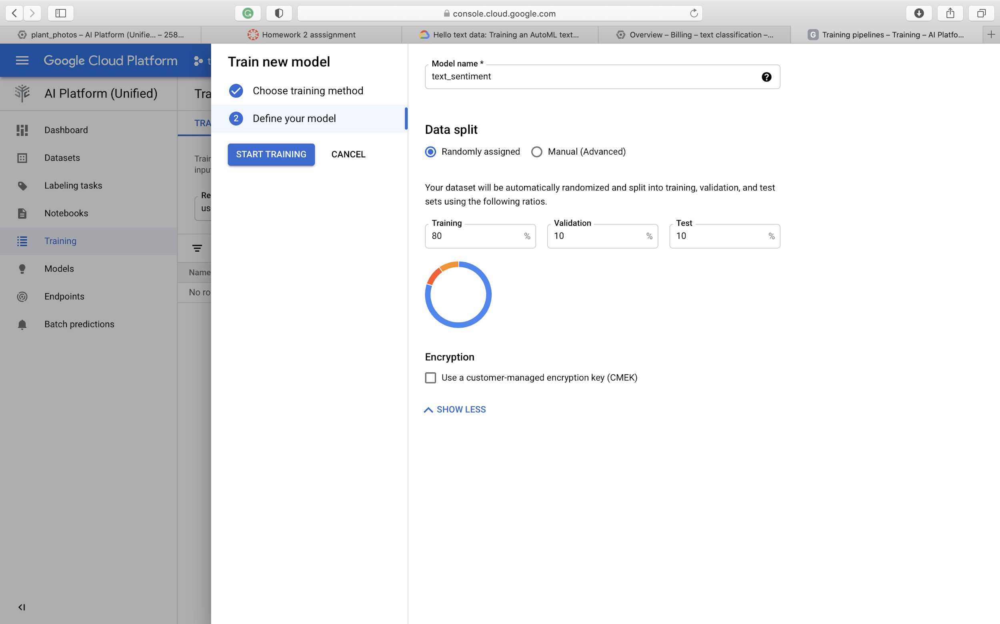 console.cloud.google.com
plant_photos – AI Platform (Unifie... – 258...
Homework 2 asssignment
Hello text data: Training an AutoML text...
Overview – Billing – text classification –...
G Training pipelines – Training – AI Platfo...
Google Cloud Platform
t
AI Platform (Unified)
Dashboard
Datasets
Labeling tasks
Notebooks
Training
Models
Endpoints
Batch predictions
Tra
TRA
Train
input
Re
us
Name
No ro
Train new model
Choose training method
2 Define your model
START TRAINING CANCEL
Model name *
text_sentiment
Data split
Randomly assigned Manual (Advanced)
Your dataset will be automatically randomized and split into training, validation, and test
sets using the following ratios.
Training Validation Test
80 % 10 % 10 %
Encryption
Use a customer-managed encryption key (CMEK)
SHOW LESS